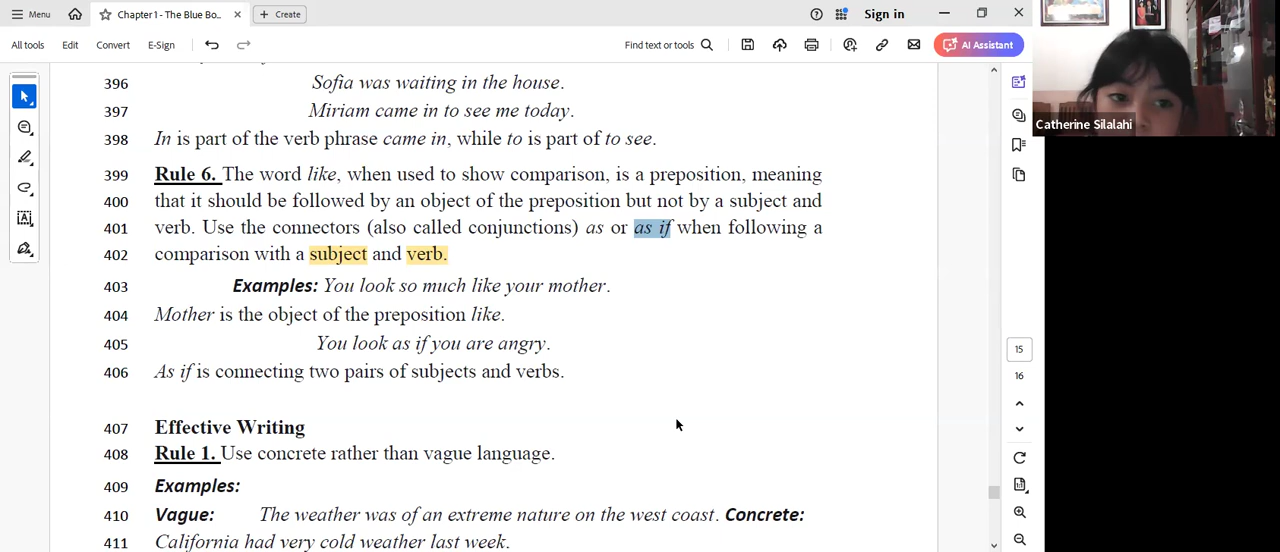 Menu
Chapter 1 - The Blue Bo...
Create
Sign in
All tools
Edit
Convert
E-Sign
Find text or tools
AI Assistant
396 Sofia was waiting in the house.
397 Miriam came in to see me today.
398 In is part of the verb phrase came in, while to is part of to see.
399 Rule 6. The word like, when used to show comparison, is a preposition, meaning
400 that it should be followed by an object of the preposition but not by a subject and
401 verb. Use the connectors (also called conjunctions) as or as if when following a
402 comparison with a subject and verb.
403 Examples: You look so much like your mother.
404 Mother is the object of the preposition like.
405 You look as if you are angry.
406 As if is connecting two pairs of subjects and verbs.
407 Effective Writing
408 Rule 1. Use concrete rather than vague language.
409 Examples:
410 Vague: The weather was of an extreme nature on the west coast. Concrete:
411 California had very cold weather last week.
15
16
Catherine Silalahi